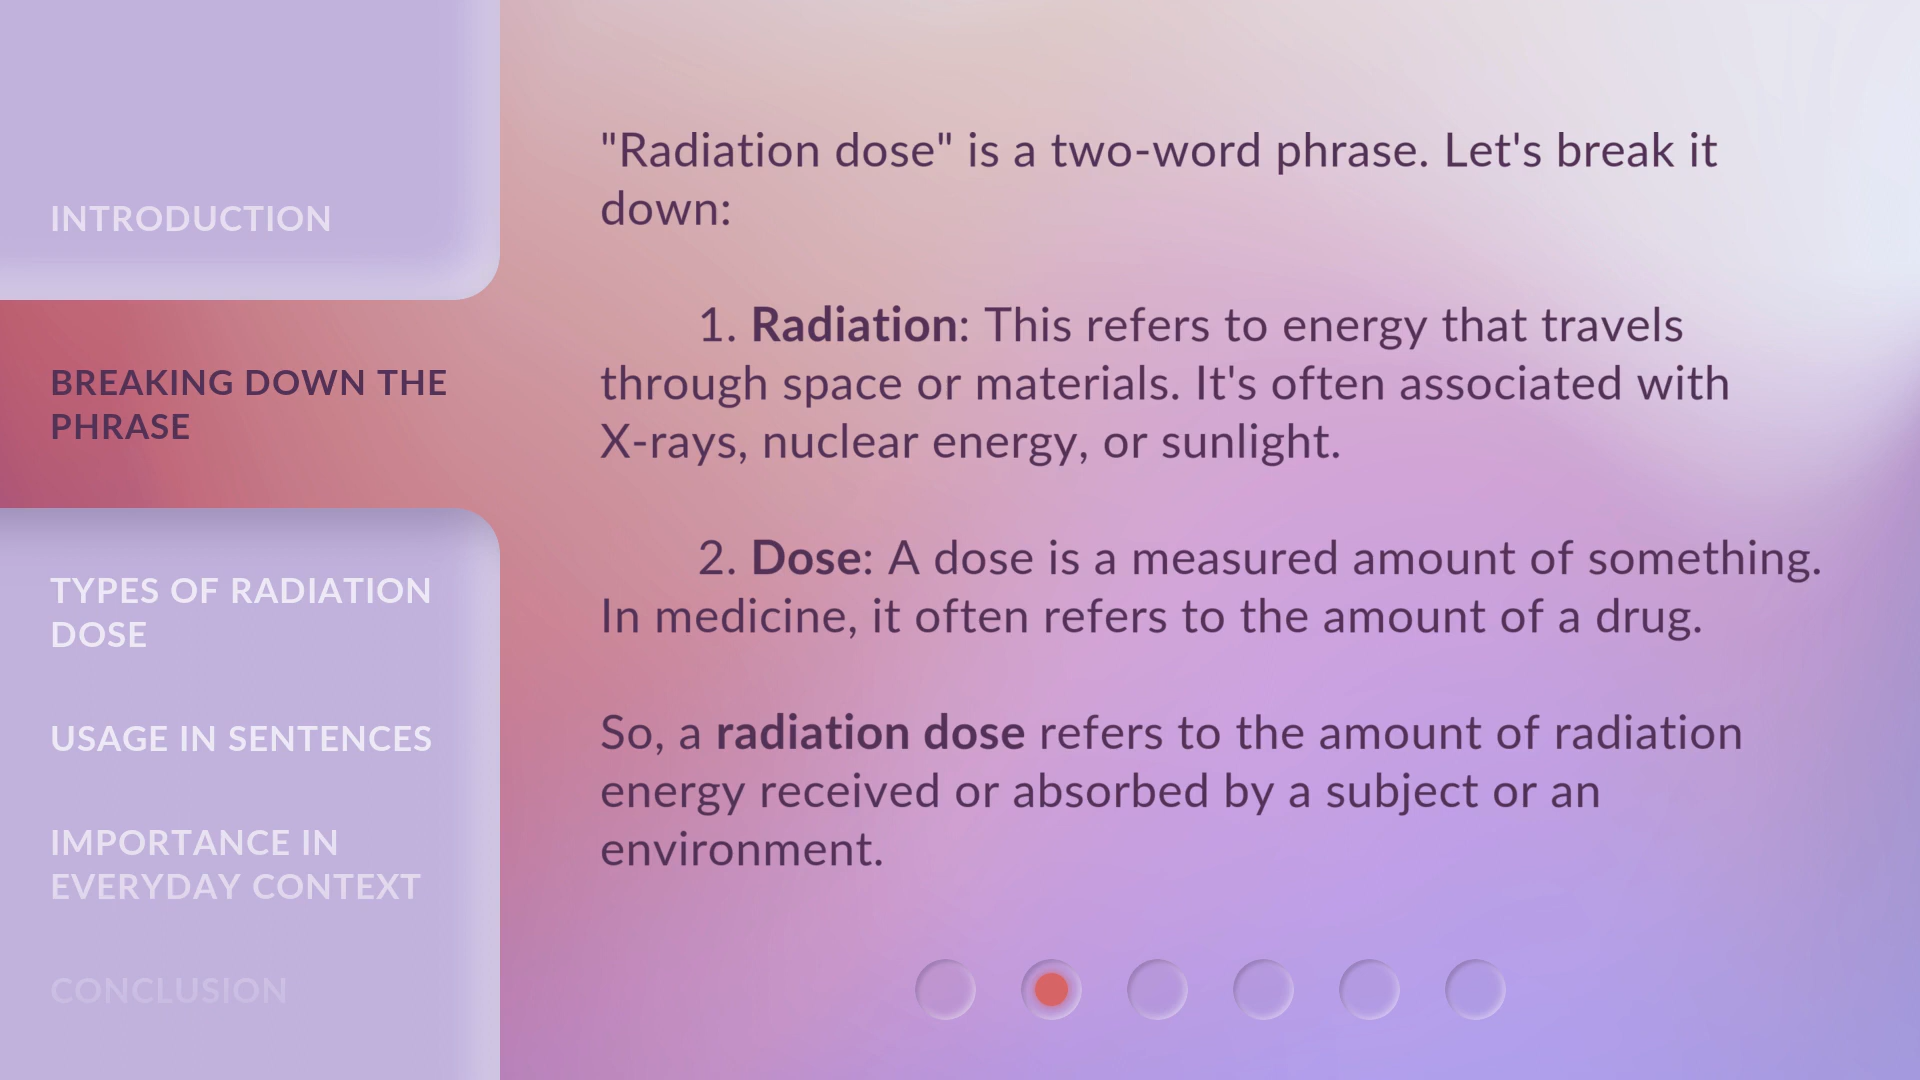 INTRODUCTION
BREAKING DOWN THE
PHRASE
TYPES OF RADIATION
DOSE
USAGE IN SENTENCES
IMPORTANCE IN
EVERYDAY CONTEXT
CONCLUSION
"Radiation dose" is a two-word phrase. Let's break it
down:
1. Radiation: This refers to energy that travels
through space or materials. It's often associated with
X-rays, nuclear energy, or sunlight.
2. Dose: A dose is a measured amount of something.
In medicine, it often refers to the amount of a drug.
So, a radiation dose refers to the amount of radiation
energy received or absorbed by a subject or an
environment.